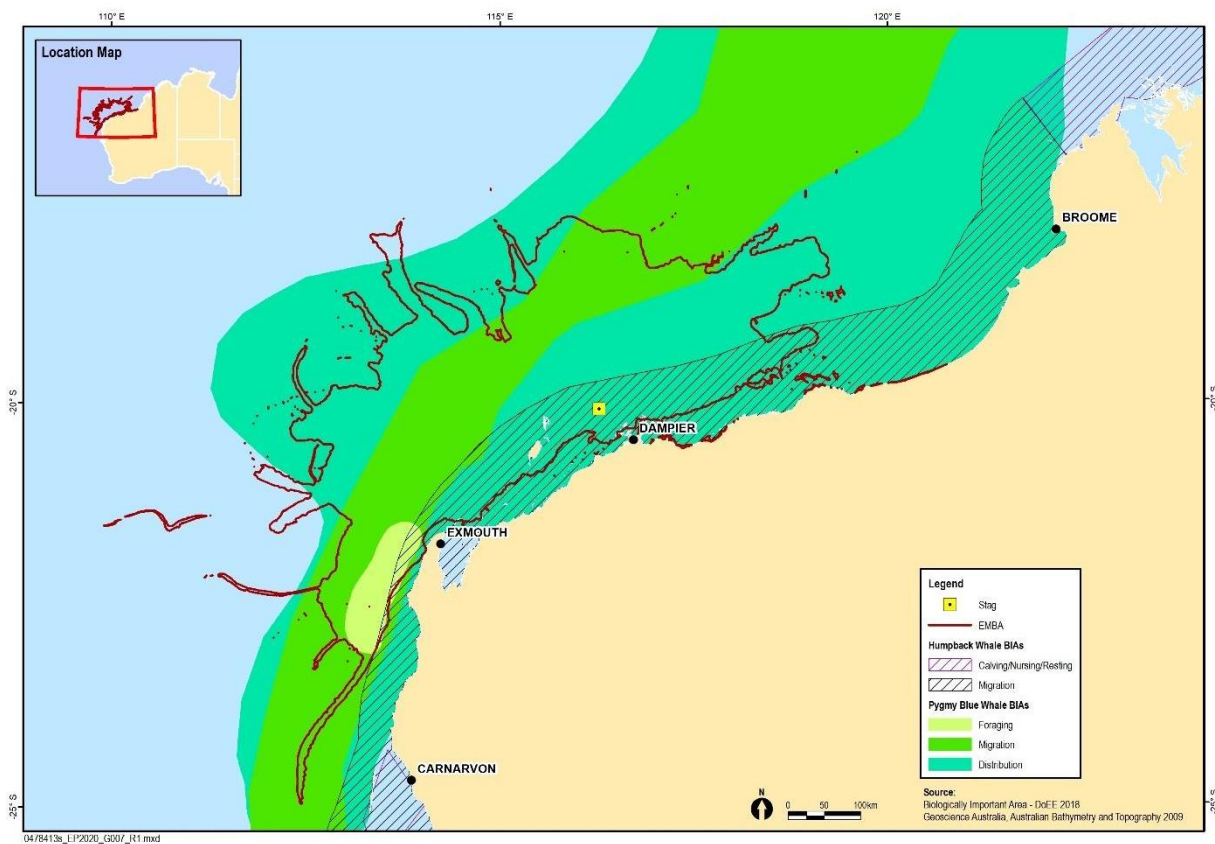 110° E
115° E
120° E
Location Map
BROOME
-20° S
-20° S
DAMPIER
EXMOUTH
CARNARVON
-25° S
Legend
Stag
EMBA
Humpback Whale BIAs
Calving/Nursing/Resting
Migration
Pygmy Blue Whale BIAs
Foraging
Migration
Distribution
N
0 50 100km
Source:
Biologically Important Area - DoEE 2018
Geoscience Australia, Australian Bathymetry and Topography 2009
0478413s_EP2020_G007_R1.mxd